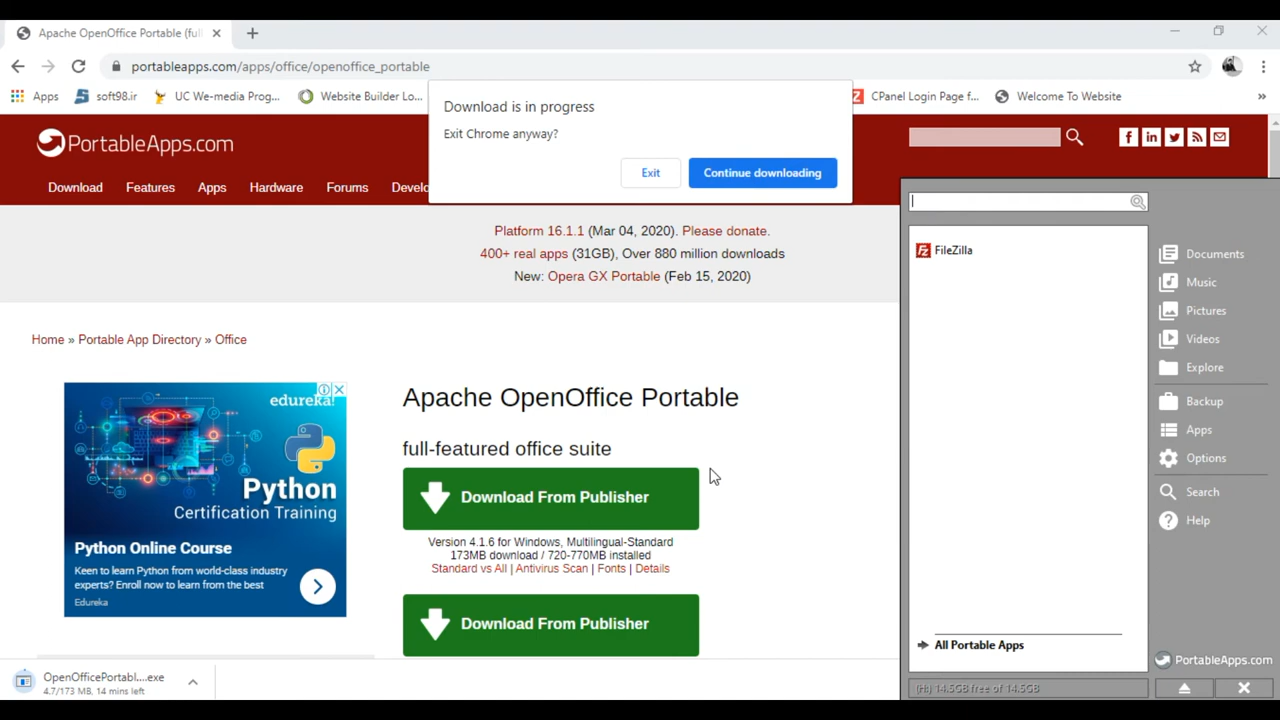 Apache OpenOffice Portable (ful
portableapps.com/apps/office/openoffice_portable
Apps
soft98.ir
UC We-media Prog...
Website Builder Lo...
CPanel Login Page f...
Welcome To Website
»
Download is in progress
Exit Chrome anyway?
Exit
Continue downloading
PortableApps.com
Download
Features
Apps
Hardware
Forums
Develo
Platform 16.1.1 (Mar 04, 2020). Please donate.
400+ real apps (31GB), Over 880 million downloads
New: Opera GX Portable (Feb 15, 2020)
Home » Portable App Directory » Office
edureka!
Python
Certification Training
Python Online Course
Keen to learn Python from world-class industry
experts? Enroll now to learn from the best
Edureka
Apache OpenOffice Portable
full-featured office suite
Download From Publisher
Version 4.1.6 for Windows, Multilingual-Standard
173MB download / 720-770MB installed
Standard vs All | Antivirus Scan | Fonts | Details
Download From Publisher
FileZilla
All Portable Apps
Documents
Music
Pictures
Videos
Explore
Backup
Apps
Options
Search
Help
PortableApps.com
(H:) 14.5GB free of 14.5GB
OpenOfficePortabl....exe
4.7/173 MB, 14 mins left